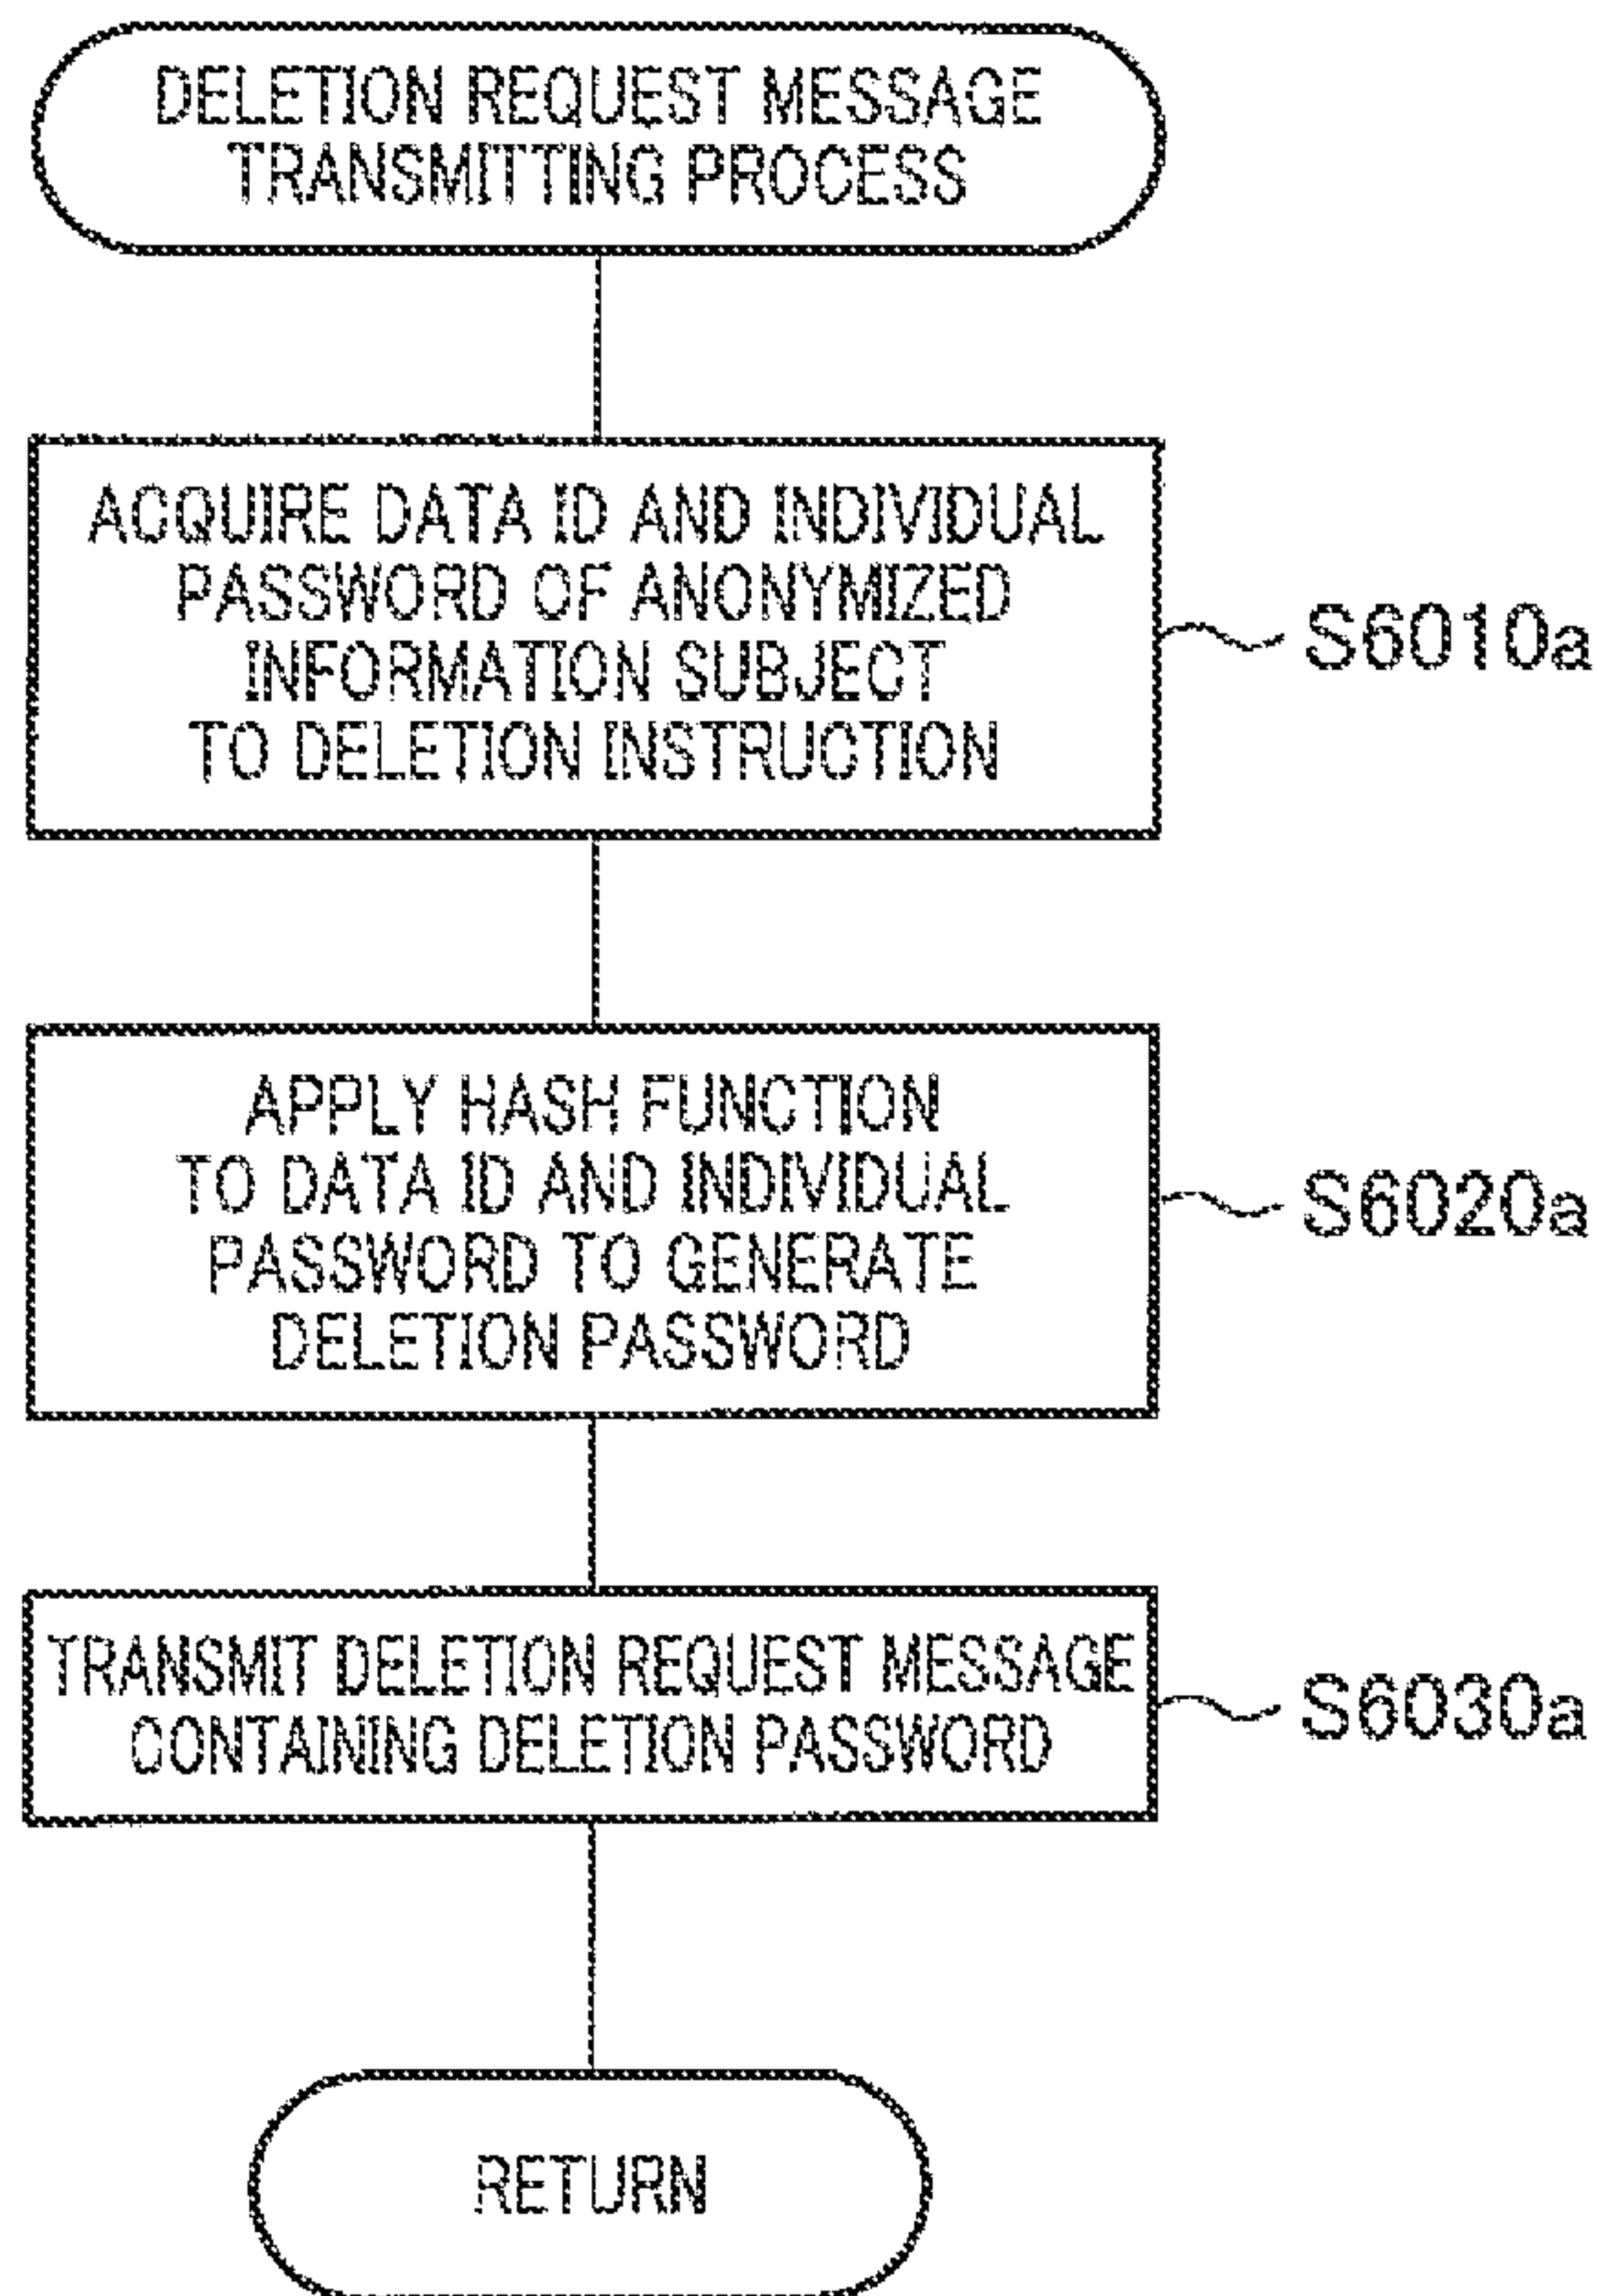 DELETION REQUEST MESSAGE
TRANSMITTING PROCESS
ACQUIRE DATA ID AND INDIVIDUAL
PASSWORD OF ANONYMIZED
INFORMATION SUBJECT
TO DELETION INSTRUCTION
S6010a
APPLY HASH FUNCTION
TO DATA ID AND INDIVIDUAL
PASSWORD TO GENERATE
DELETION PASSWORD
S6020a
TRANSMIT DELETION REQUEST MESSAGE
CONTAINING DELETION PASSWORD
S6030a
RETURN